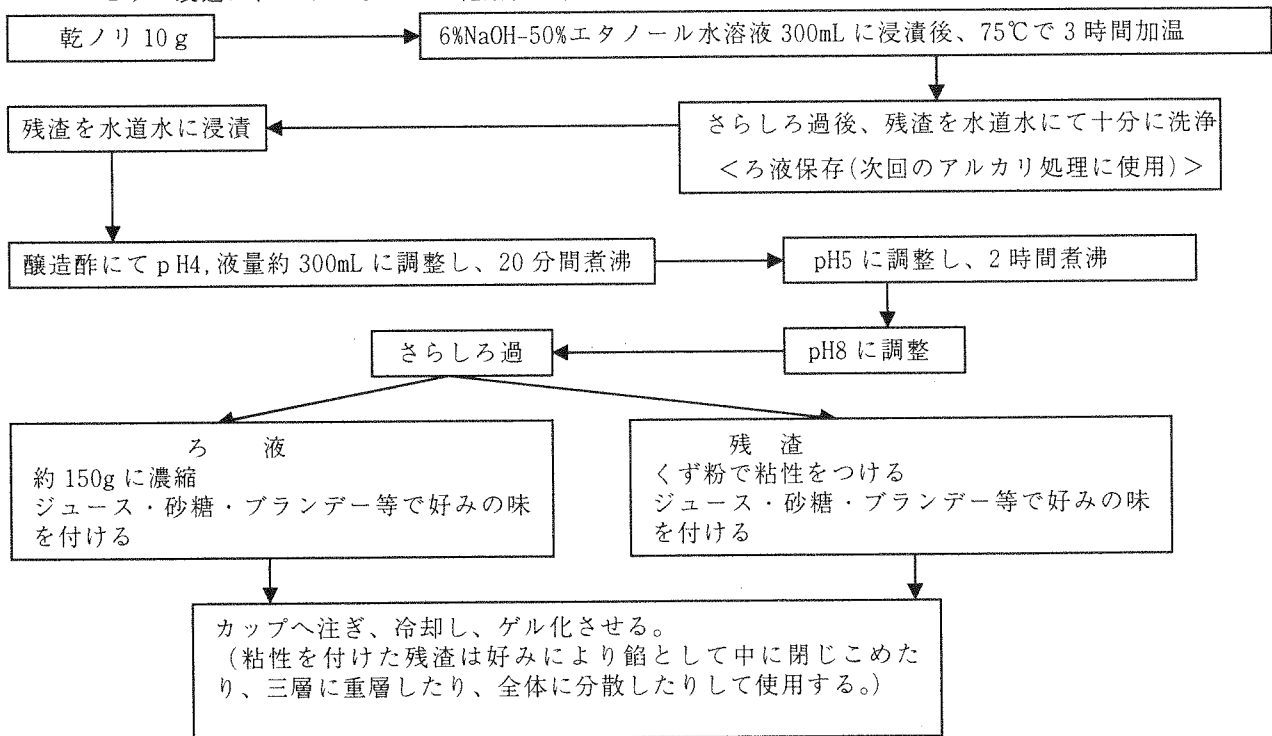 乾ノリ 10ｇ
6%NaOH-50%エタノール水溶液 300mL に浸漬後、75℃で 3 時間加温
残渣を水道水に浸漬
さらしろ過後、残渣を水道水にて十分に洗浄
＜ろ液保存(次回のアルカリ処理に使用)＞
醸造酢にてｐH4,液量約 300mL に調整し、20 分間煮沸
pH5 に調整し、2 時間煮沸
さらしろ過
pH8 に調整
ろ　液
約 150g に濃縮
ジュース・砂糖・ブランデー等で好みの味
を付ける
残　渣
くず粉で粘性をつける
ジュース・砂糖・ブランデー等で好みの味
を付ける
カップへ注ぎ、冷却し、ゲル化させる。
（粘性を付けた残渣は好みにより餡として中に閉じこめた
り、三層に重層したり、全体に分散したりして使用する。）